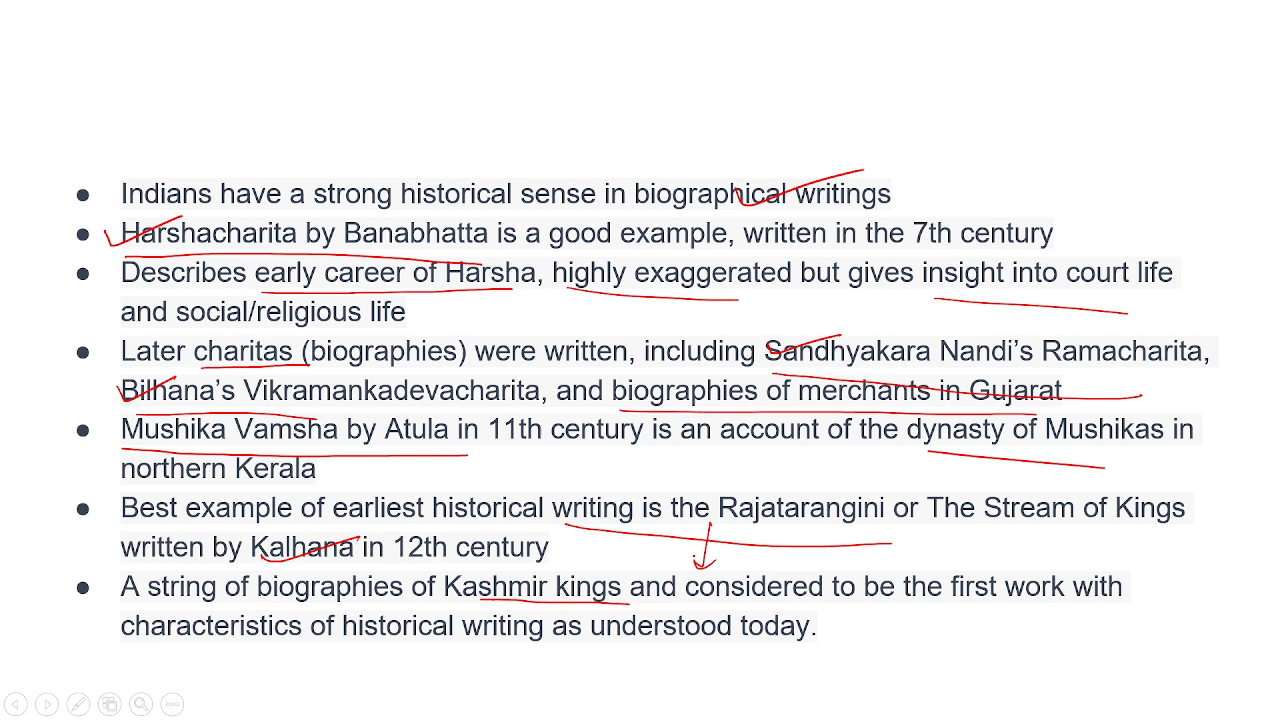 ● Indians have a strong historical sense in biographical writings
● Harshacharita by Banabhatta is a good example, written in the 7th century
● Describes early career of Harsha, highly exaggerated but gives insight into court life
and social/religious life
● Later charitas (biographies) were written, including Sandhyakara Nandi's Ramacharita,
Bilhana's Vikramankadevacharita, and biographies of merchants in Gujarat
● Mushika Vamsha by Atula in 11th century is an account of the dynasty of Mushikas in
northern Kerala
● Best example of earliest historical writing is the Rajatarangini or The Stream of Kings
written by Kalhana in 12th century
● A string of biographies of Kashmir kings and considered to be the first work with
characteristics of historical writing as understood today.